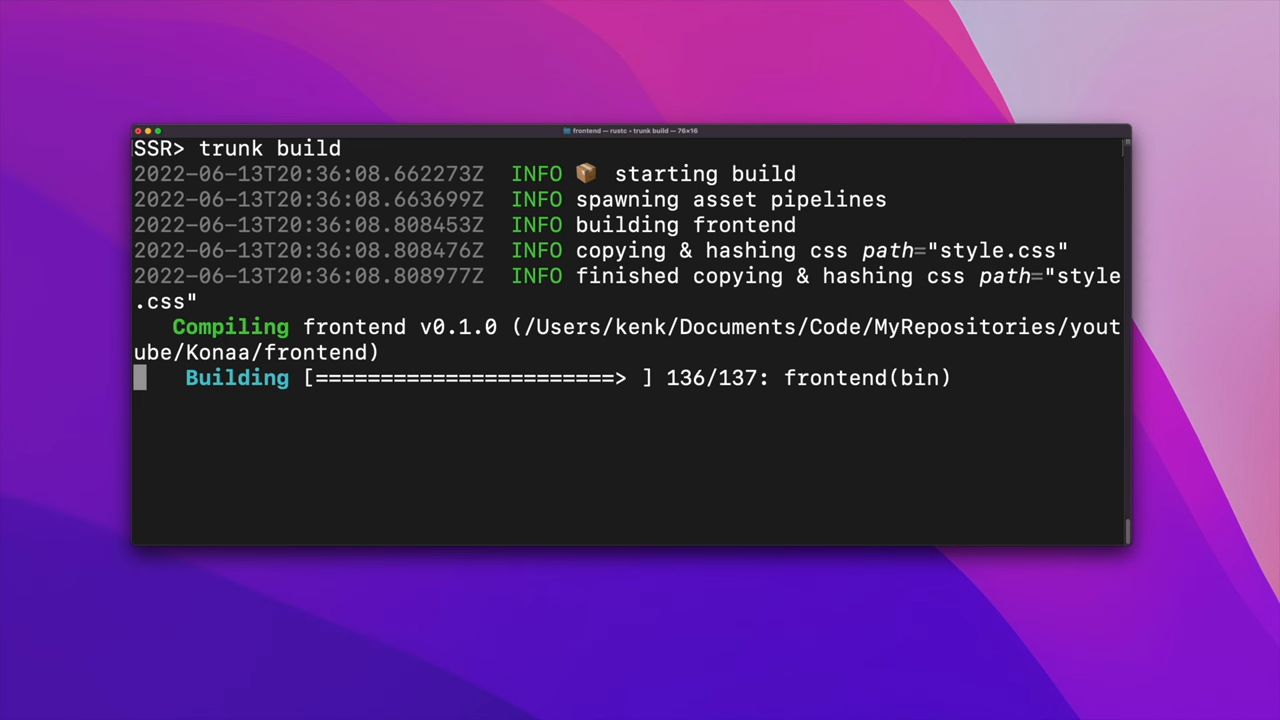 frontend — rustc • trunk build — 76×16
SSR> trunk build
2022-06-13T20:36:08.662273Z  INFO 📦 starting build
2022-06-13T20:36:08.663699Z  INFO spawning asset pipelines
2022-06-13T20:36:08.808453Z  INFO building frontend
2022-06-13T20:36:08.808476Z  INFO copying & hashing css path="style.css"
2022-06-13T20:36:08.808977Z  INFO finished copying & hashing css path="style
.css"
   Compiling frontend v0.1.0 (/Users/kenk/Documents/Code/MyRepositories/yout
ube/Konaa/frontend)
    Building [=======================> ] 136/137: frontend(bin)